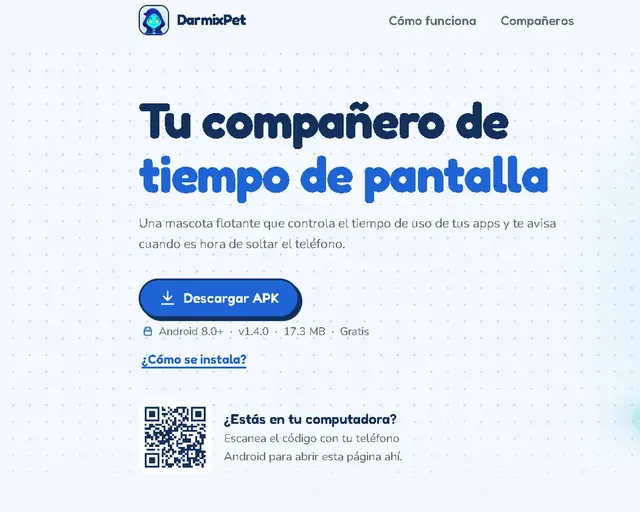 DarmixPet
Cómo funciona
Compañeros
Tu compañero de
tiempo de pantalla
Una mascota flotante que controla el tiempo de uso de tus apps y te avisa
cuando es hora de soltar el teléfono.
Descargar APK
Android 8.0+ · v1.4.0 · 17.3 MB · Gratis
¿Cómo se instala?
¿Estás en tu computadora?
Escanea el código con tu teléfono
Android para abrir esta página ahí.